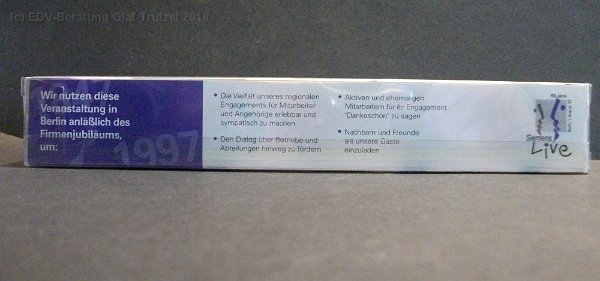 (c) EDV-Beratung Olaf Trutzel 2018
Wir nutzen diese
Veranstaltung in
Berlin anläßlich des
Firmenjubiläums,
um:
1997
• Die Vielfalt unseres regionalen
Engagements für Mitarbeiter
und Angehörige erlebbar und
sympatisch zu machen
• Den Dialog über Betriebe und
Abteilungen hinweg zu fördern
• Aktiven und ehemaligen
Mitarbeitern für ihr Engagement
"Dankeschön" zu sagen
• Nachbarn und Freunde
als unsere Gäste
einzuladen
Siemens
Live